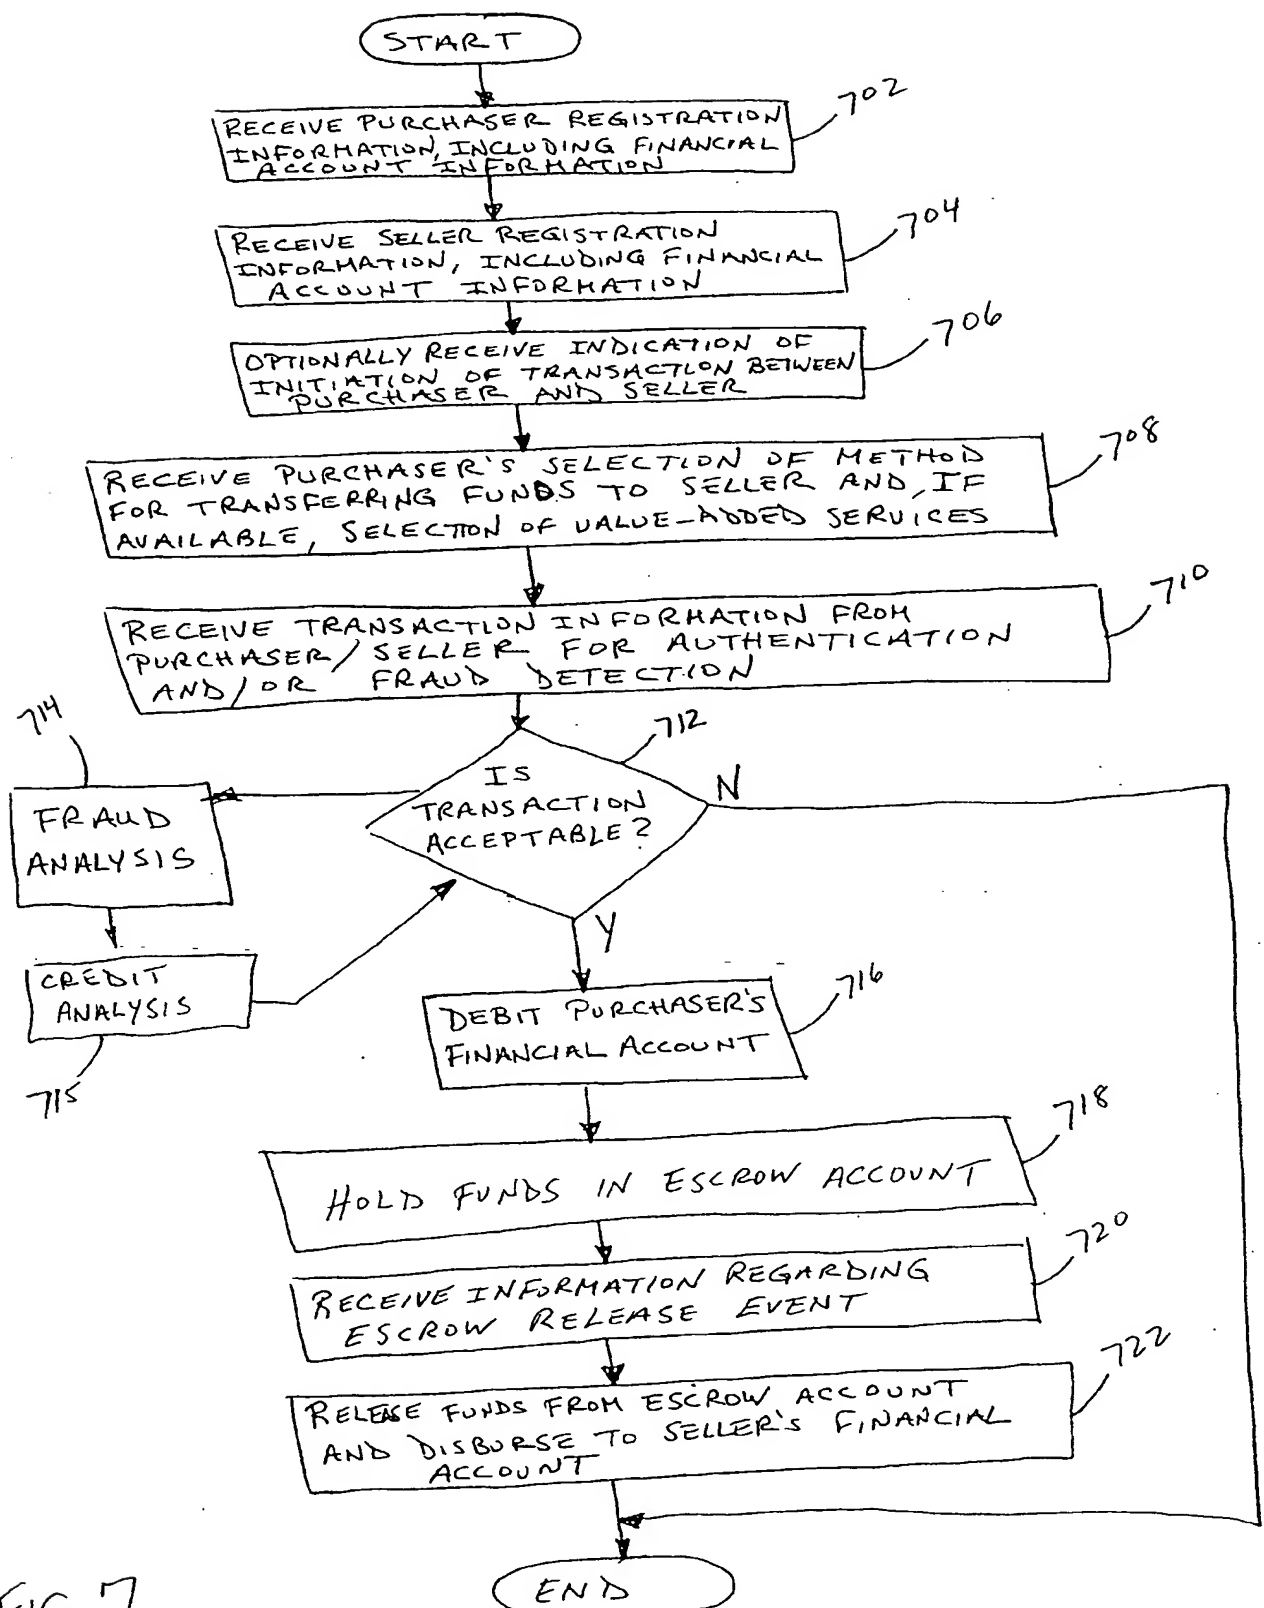 START
702
RECEIVE PURCHASER REGISTRATION
INFORMATION, INCLUDING FINANCIAL
ACCOUNT INFORMATION
704
RECEIVE SELLER REGISTRATION
INFORMATION, INCLUDING FINANCIAL
ACCOUNT INFORMATION
706
OPTIONALLY RECEIVE INDICATION OF
INITIATION OF TRANSACTION BETWEEN
PURCHASER AND SELLER
708
RECEIVE PURCHASER'S SELECTION OF METHOD
FOR TRANSFERRING FUNDS TO SELLER AND, IF
AVAILABLE, SELECTION OF VALUE-ADDED SERVICES
710
RECEIVE TRANSACTION INFORMATION FROM
PURCHASER/SELLER FOR AUTHENTICATION
AND/OR FRAUD DETECTION
714
712
IS
TRANSACTION
ACCEPTABLE?
N
FRAUD
ANALYSIS
Y
CREDIT
ANALYSIS
715
716
DEBIT PURCHASER'S
FINANCIAL ACCOUNT
718
HOLD FUNDS IN ESCROW ACCOUNT
720
RECEIVE INFORMATION REGARDING
ESCROW RELEASE EVENT
722
RELEASE FUNDS FROM ESCROW ACCOUNT
AND DISBURSE TO SELLER'S FINANCIAL
ACCOUNT
END
FIG. 7